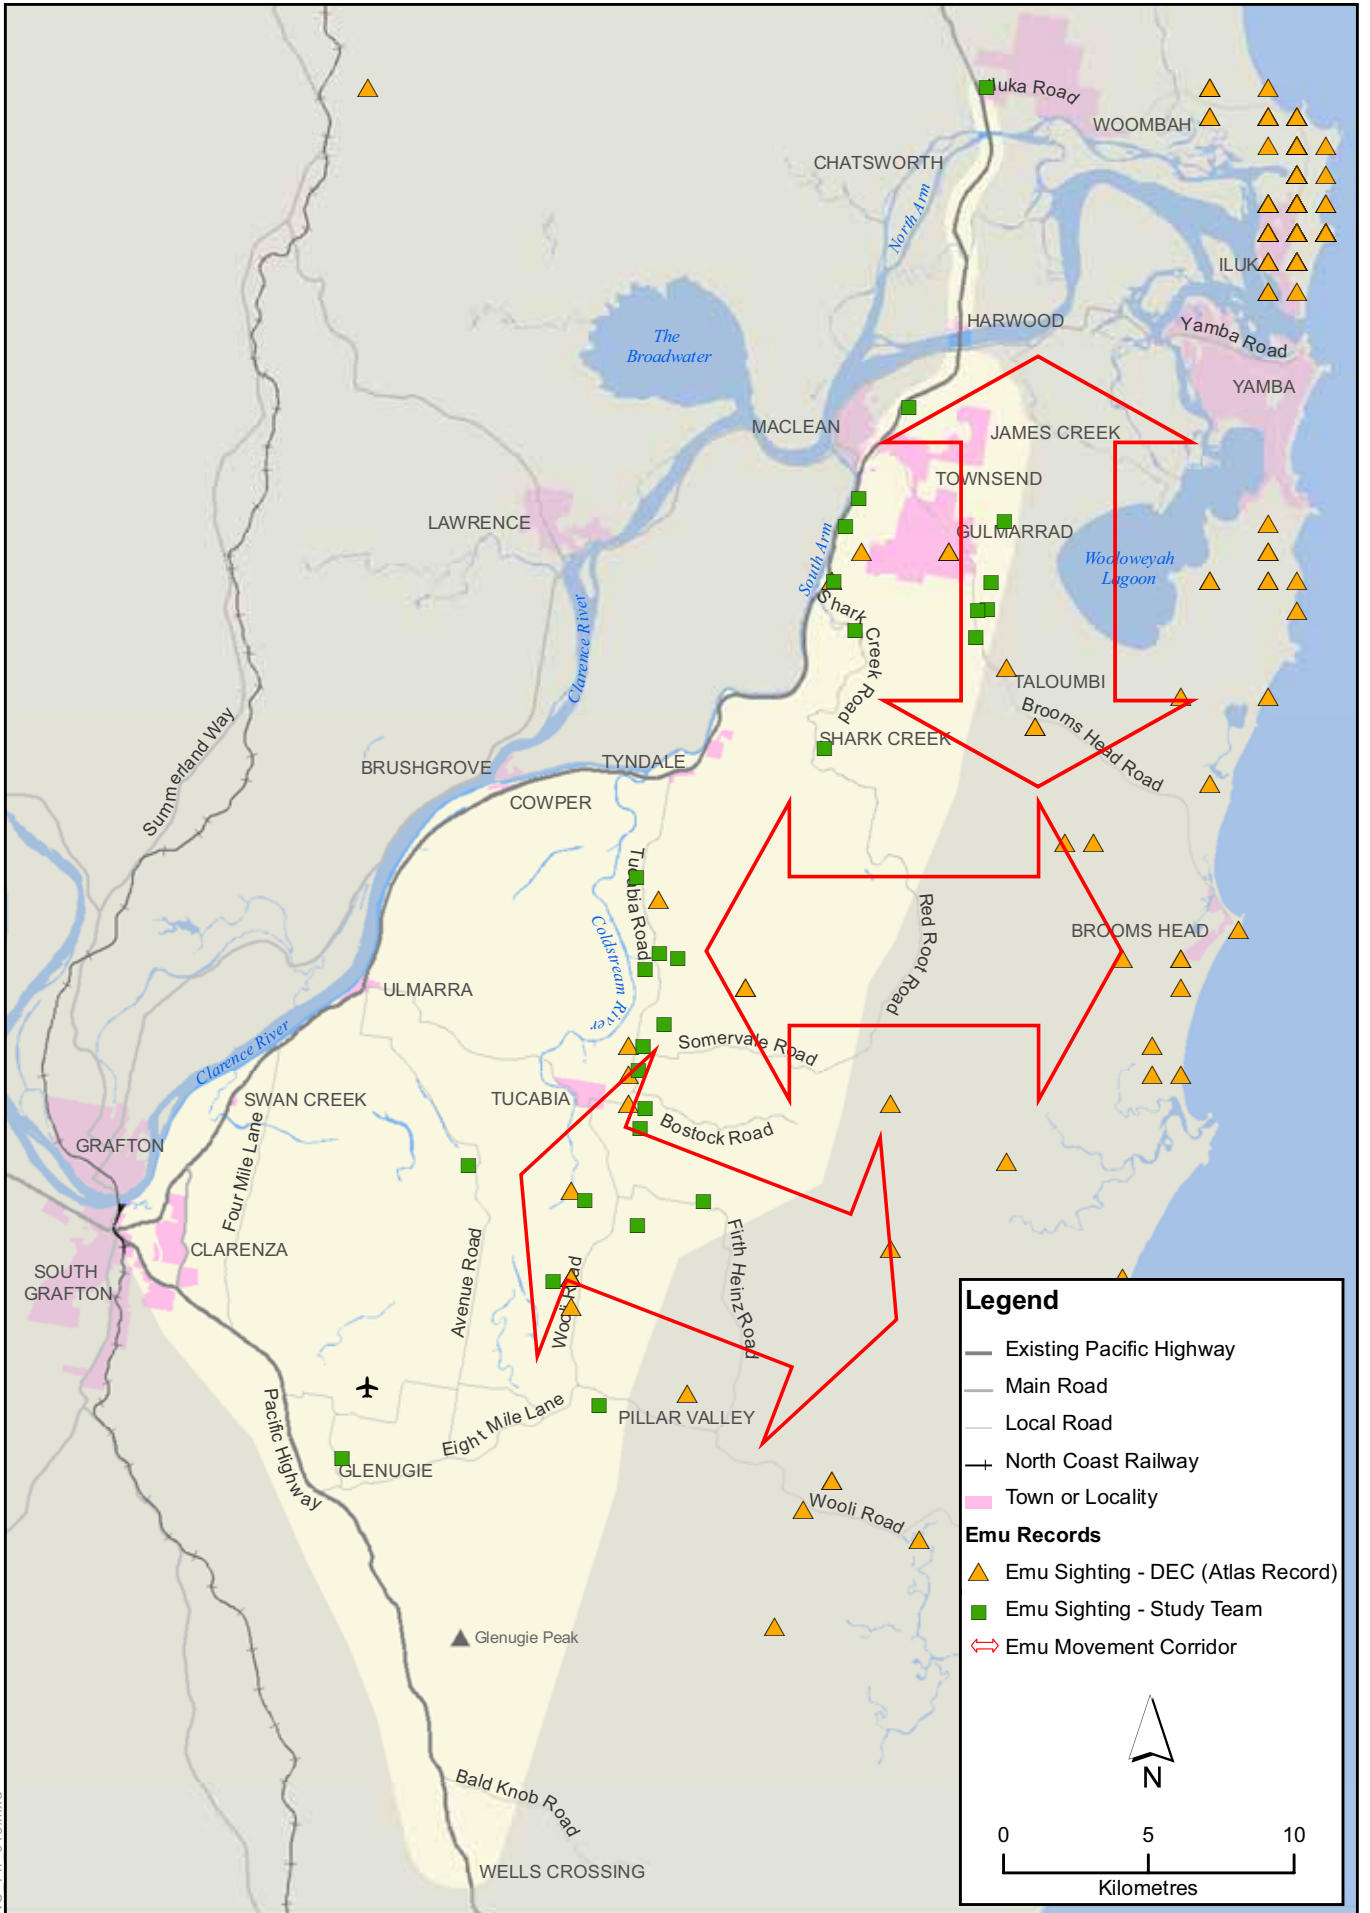 Iluka Road
WOOMBAH
CHATSWORTH
North Arm
ILUK
HARWOOD
The
Broadwater
Yamba Road
YAMBA
MACLEAN
JAMES CREEK
TOWNSEND
LAWRENCE
GULMARRAD
South Arm
Wooloweyah
Lagoon
Shark Creek Road
Clarence River
TALOUMBI
Brooms Head Road
SHARK CREEK
Summerland Way
BRUSHGROVE
TYNDALE
COWPER
Tucabia Road
Red Root Road
BROOMS HEAD
Coldstream River
ULMARRA
Clarence River
Somervale Road
SWAN CREEK
TUCABIA
Bostock Road
GRAFTON
Four Mile Lane
CLARENZA
Avenue Road
Wooli Road
Firth Heinz Road
SOUTH
GRAFTON
Pacific Highway
Eight Mile Lane
PILLAR VALLEY
GLENUGIE
Wooli Road
Glenugie Peak
Bald Knob Road
WELLS CROSSING
Legend
Existing Pacific Highway
Main Road
Local Road
North Coast Railway
Town or Locality
Emu Records
Emu Sighting - DEC (Atlas Record)
Emu Sighting - Study Team
Emu Movement Corridor
N
0 5 10
Kilometres